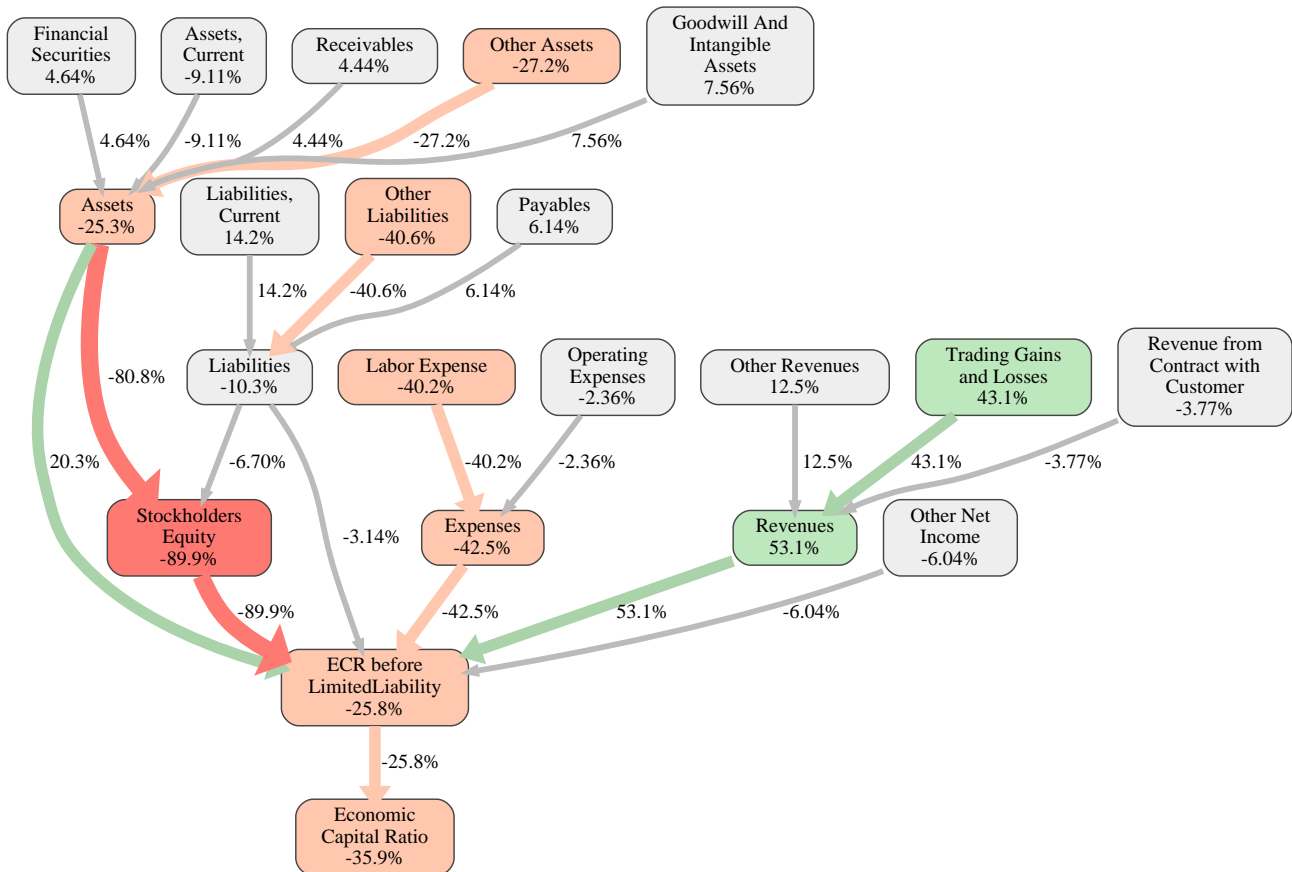 Financial
Securities
4.64%
Assets,
Current
-9.11%
Receivables
4.44%
Other Assets
-27.2%
Goodwill And
Intangible
Assets
7.56%
4.64%
-9.11%
4.44%
-27.2%
7.56%
Assets
-25.3%
Liabilities,
Current
14.2%
Other
Liabilities
-40.6%
Payables
6.14%
14.2%
-40.6%
6.14%
-80.8%
Liabilities
-10.3%
Labor Expense
-40.2%
Operating
Expenses
-2.36%
Other Revenues
12.5%
Trading Gains
and Losses
43.1%
Revenue from
Contract with
Customer
-3.77%
20.3%
-6.70%
-40.2%
-2.36%
12.5%
43.1%
-3.77%
Stockholders
Equity
-89.9%
-3.14%
Expenses
-42.5%
Revenues
53.1%
Other Net
Income
-6.04%
-89.9%
-42.5%
53.1%
-6.04%
ECR before
LimitedLiability
-25.8%
-25.8%
Economic
Capital Ratio
-35.9%